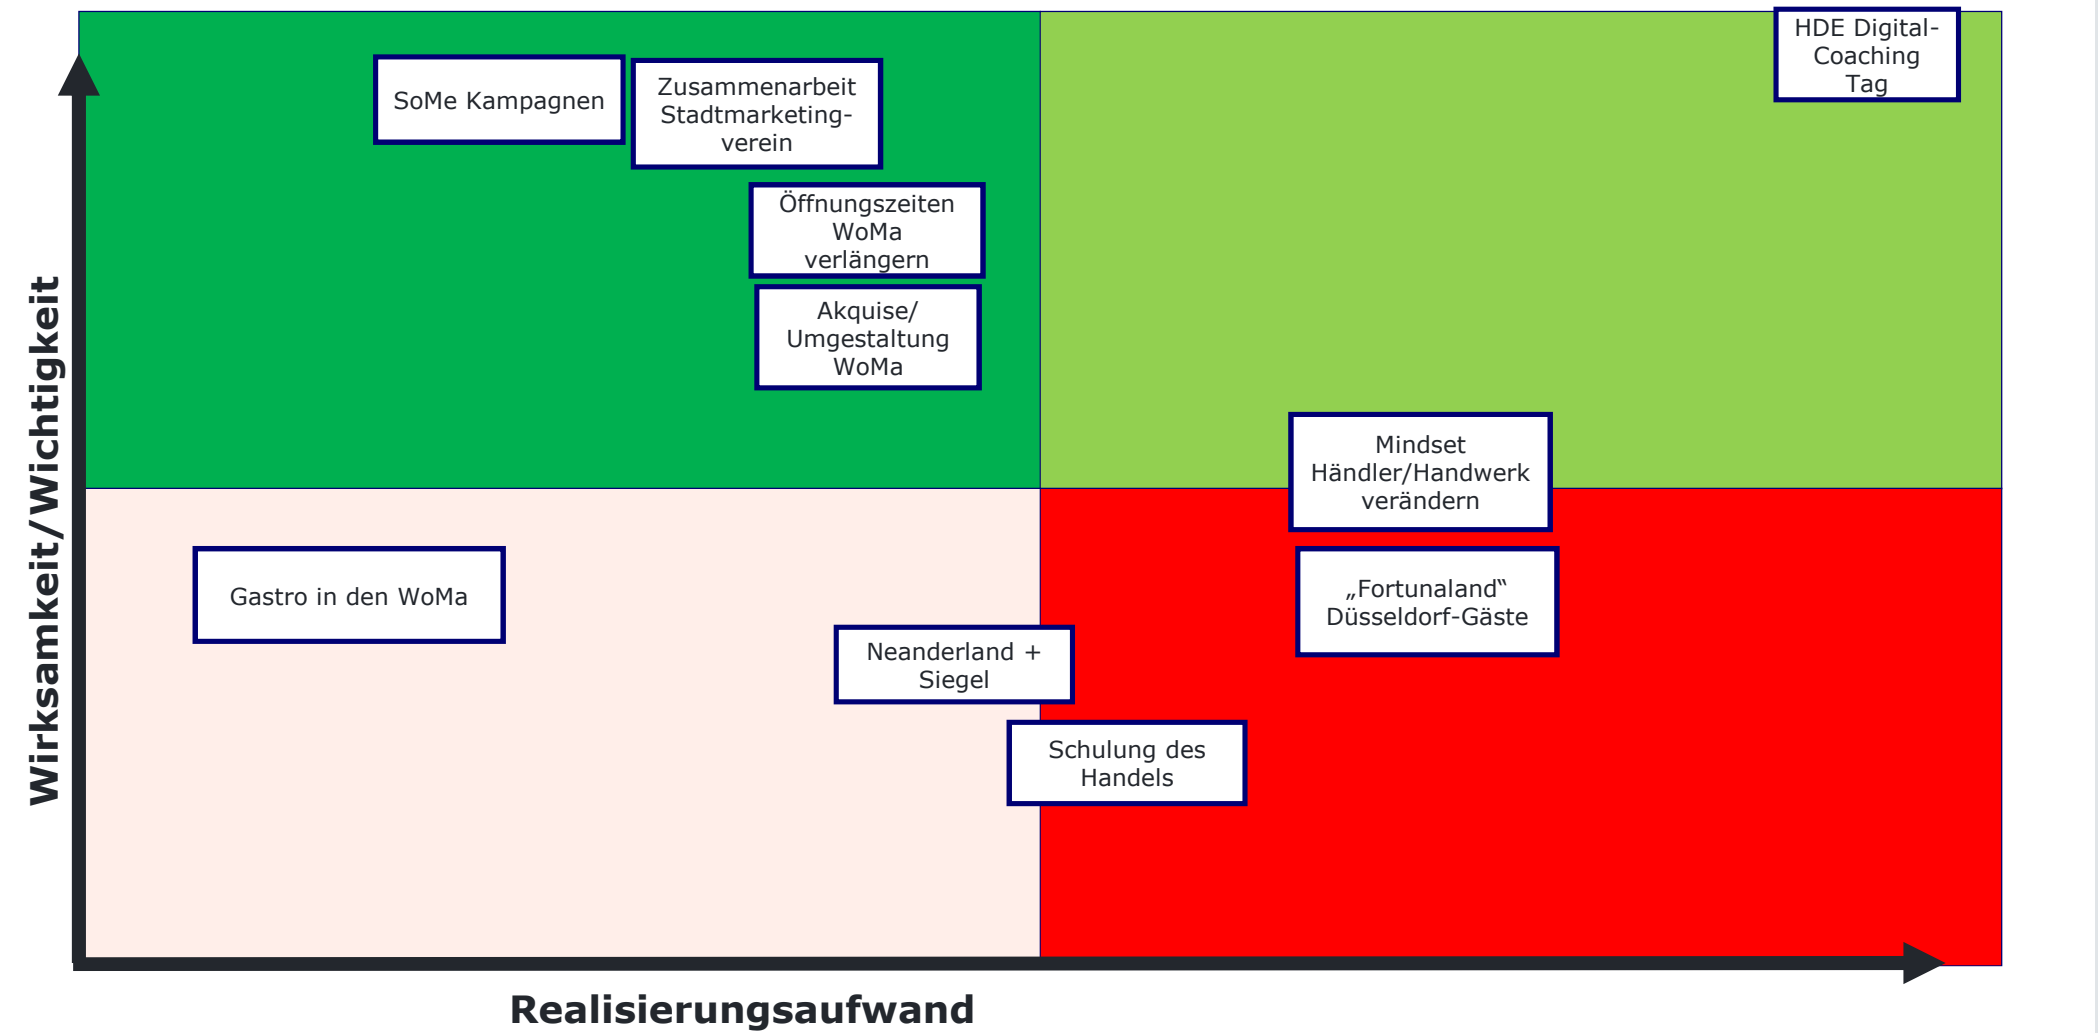 HDE Digital-
Coaching
Tag
SoMe Kampagnen
Zusammenarbeit
Stadtmarketing-
verein
Öffnungszeiten
WoMa
verlängern
Akquise/
Umgestaltung
WoMa
Mindset
Händler/Handwerk
verändern
Gastro in den WoMa
„Fortunaland“
Düsseldorf-Gäste
Neanderland +
Siegel
Schulung des
Handels
Wirksamkeit/Wichtigkeit
Realisierungsaufwand